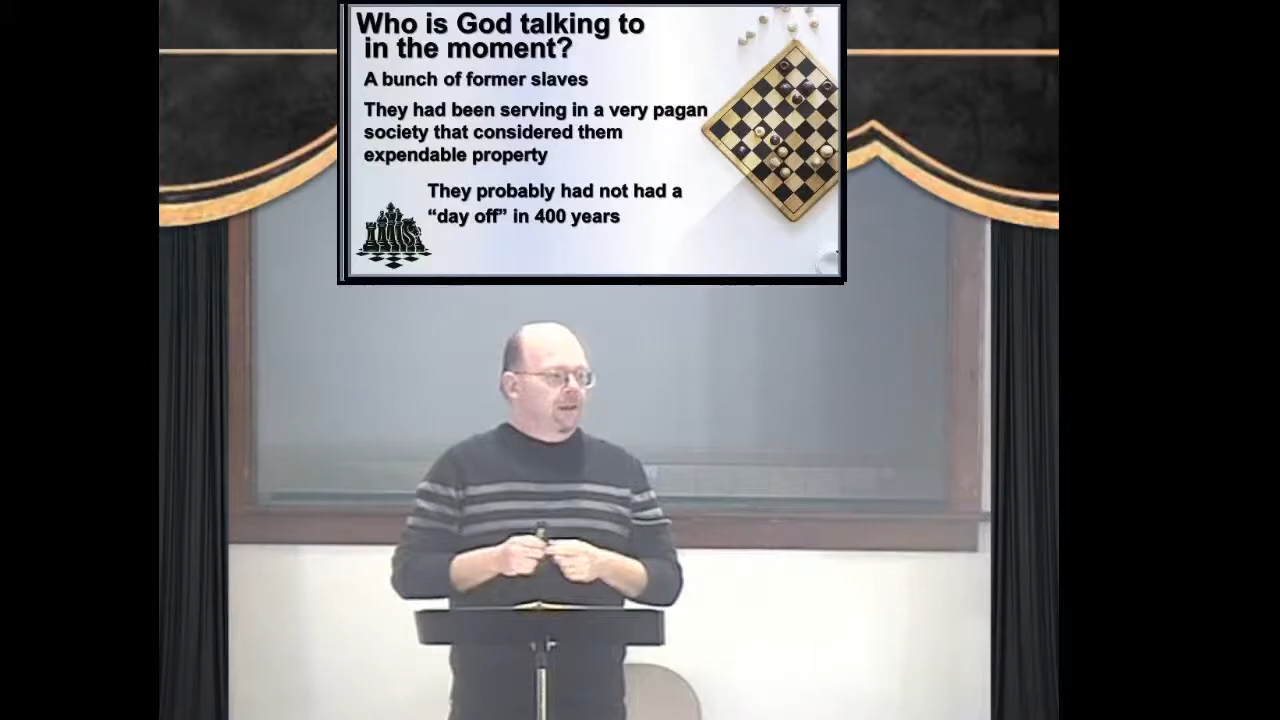 Who is God talking to
in the moment?
A bunch of former slaves
They had been serving in a very pagan
society that considered them
expendable property
They probably had not had a
“day off” in 400 years